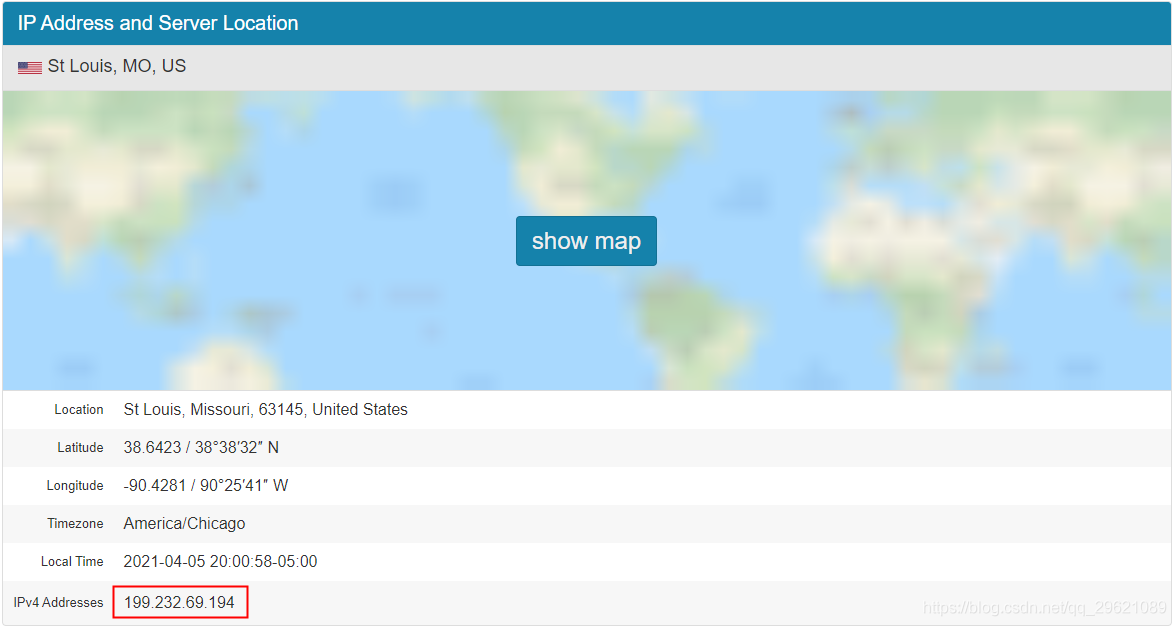 IP Address and Server Location
St Louis, MO, US
show map
Location St Louis, Missouri, 63145, United States
Latitude 38.6423 / 38°38′32″ N
Longitude -90.4281 / 90°25′41″ W
Timezone America/Chicago
Local Time 2021-04-05 20:00:58-05:00
IPv4 Addresses 199.232.69.194
https://blog.csdn.net/qq_29621089